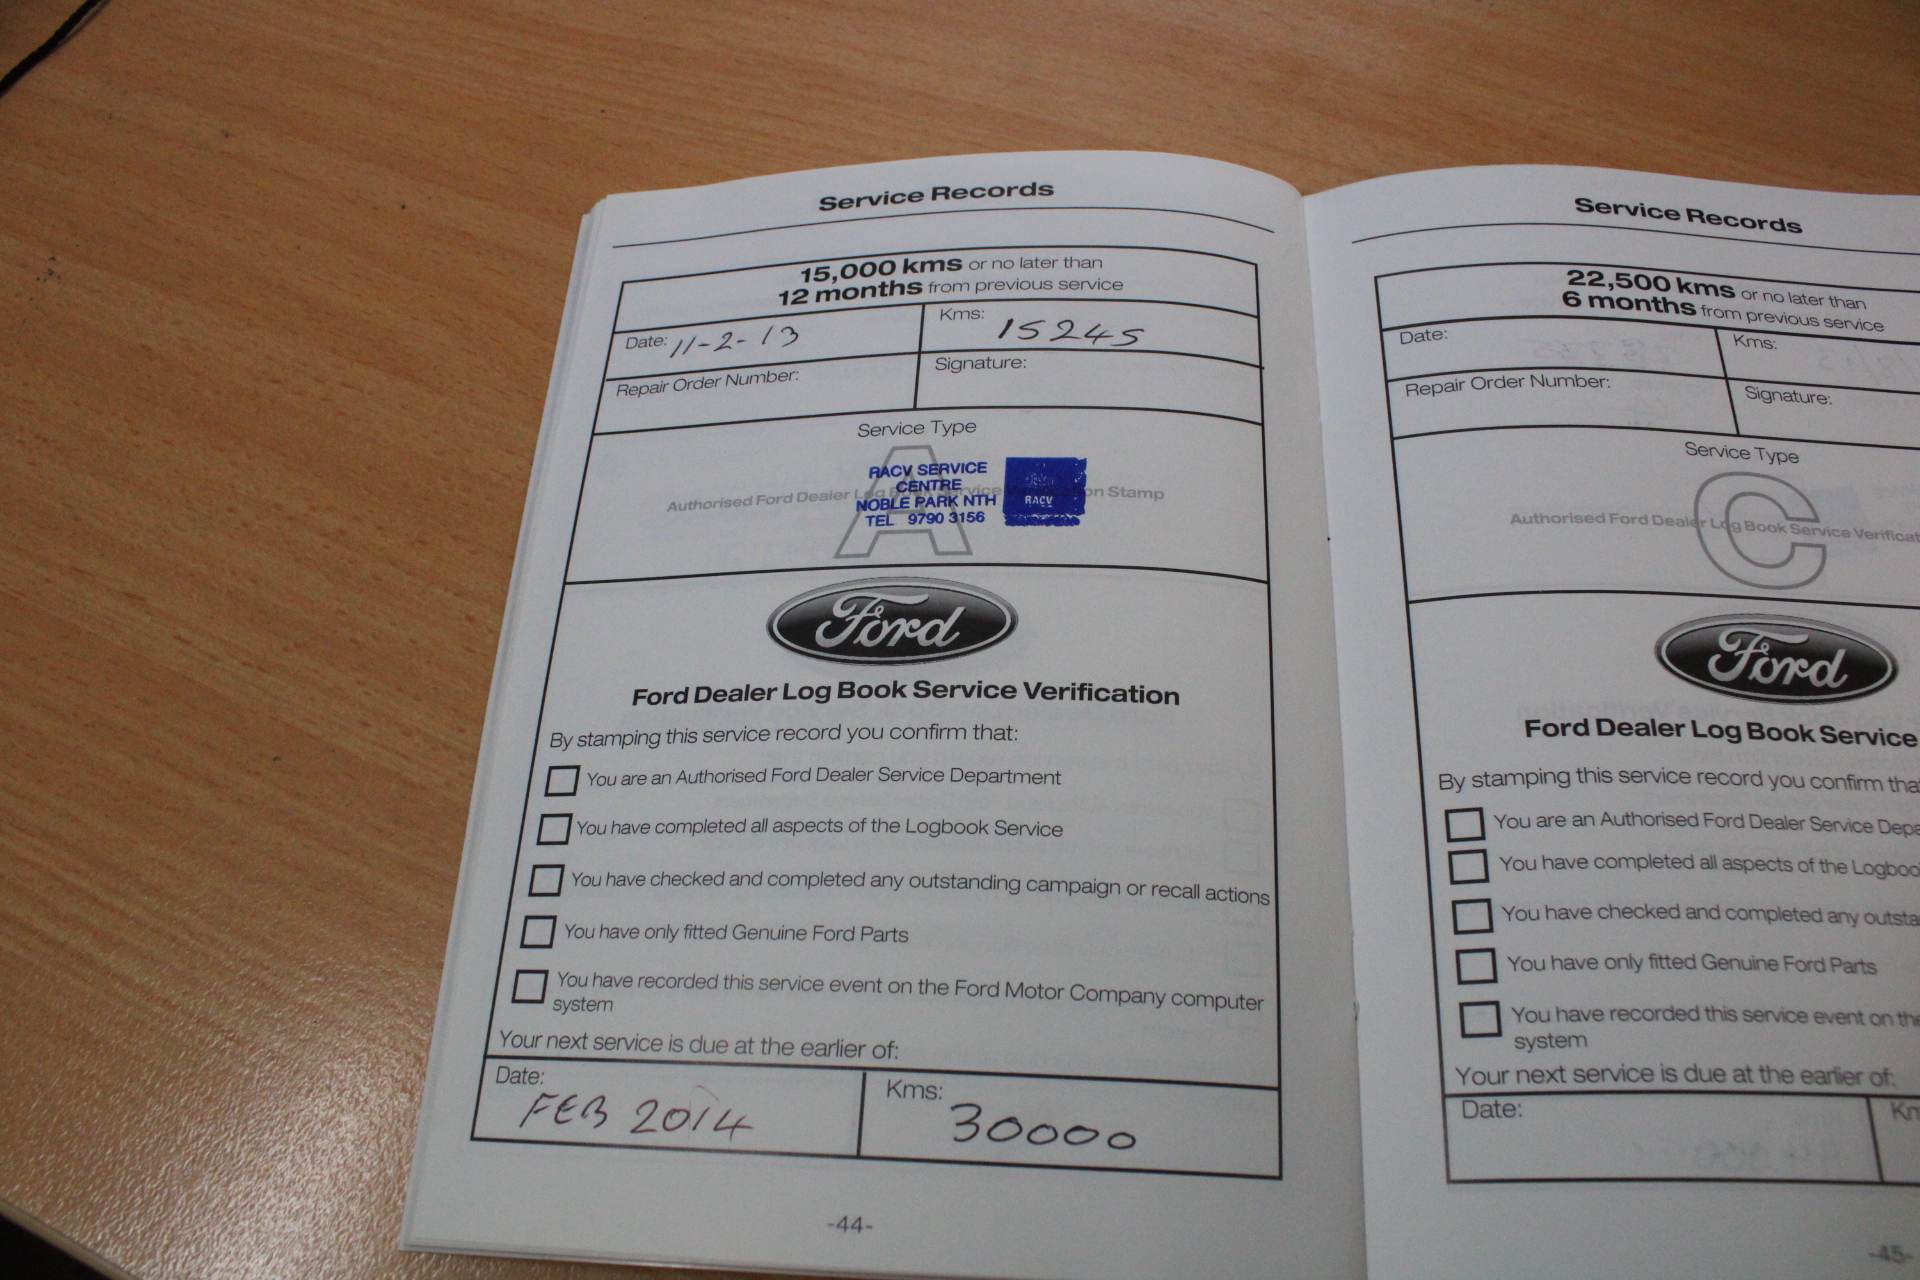 Service Records
15,000 kms or no later than
12 months from previous service
Date: 11-2-13
Kms: 15245
Repair Order Number:
Signature:
Service Type
A
Authorised Ford Dealer Log Book Service Verification Stamp
RACV SERVICE
CENTRE
NOBLE PARK NTH
TEL 9790 3156
RACV
Ford
Ford Dealer Log Book Service Verification
By stamping this service record you confirm that:
You are an Authorised Ford Dealer Service Department
You have completed all aspects of the Logbook Service
You have checked and completed any outstanding campaign or recall actions
You have only fitted Genuine Ford Parts
You have recorded this service event on the Ford Motor Company computer
system
Your next service is due at the earlier of:
Date: FEB 2014
Kms: 30000
-44-
Service Records
22,500 kms or no later than
6 months from previous service
Date:
Kms:
Repair Order Number:
Signature:
Service Type
C
Authorised Ford Dealer Log Book Service Verificat
Ford
Ford Dealer Log Book Service
By stamping this service record you confirm tha
You are an Authorised Ford Dealer Service Depa
You have completed all aspects of the Logboo
You have checked and completed any outsta
You have only fitted Genuine Ford Parts
You have recorded this service event on the
system
Your next service is due at the earlier of:
Date:
Km
-45-